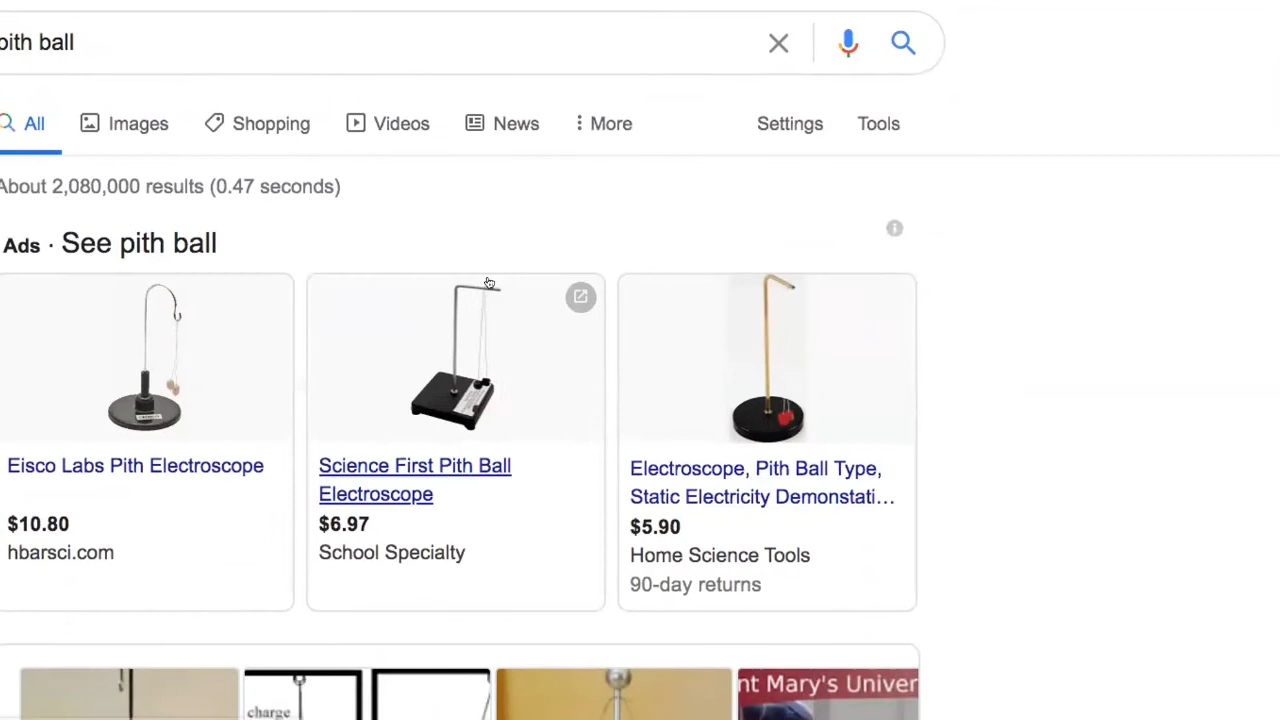 pith ball
All Images Shopping Videos News More Settings Tools
About 2,080,000 results (0.47 seconds)
Ads · See pith ball
Eisco Labs Pith Electroscope
$10.80
hbarsci.com
Science First Pith Ball
Electroscope
$6.97
School Specialty
Electroscope, Pith Ball Type,
Static Electricity Demonstati...
$5.90
Home Science Tools
90-day returns
charge
nt Mary's Univer